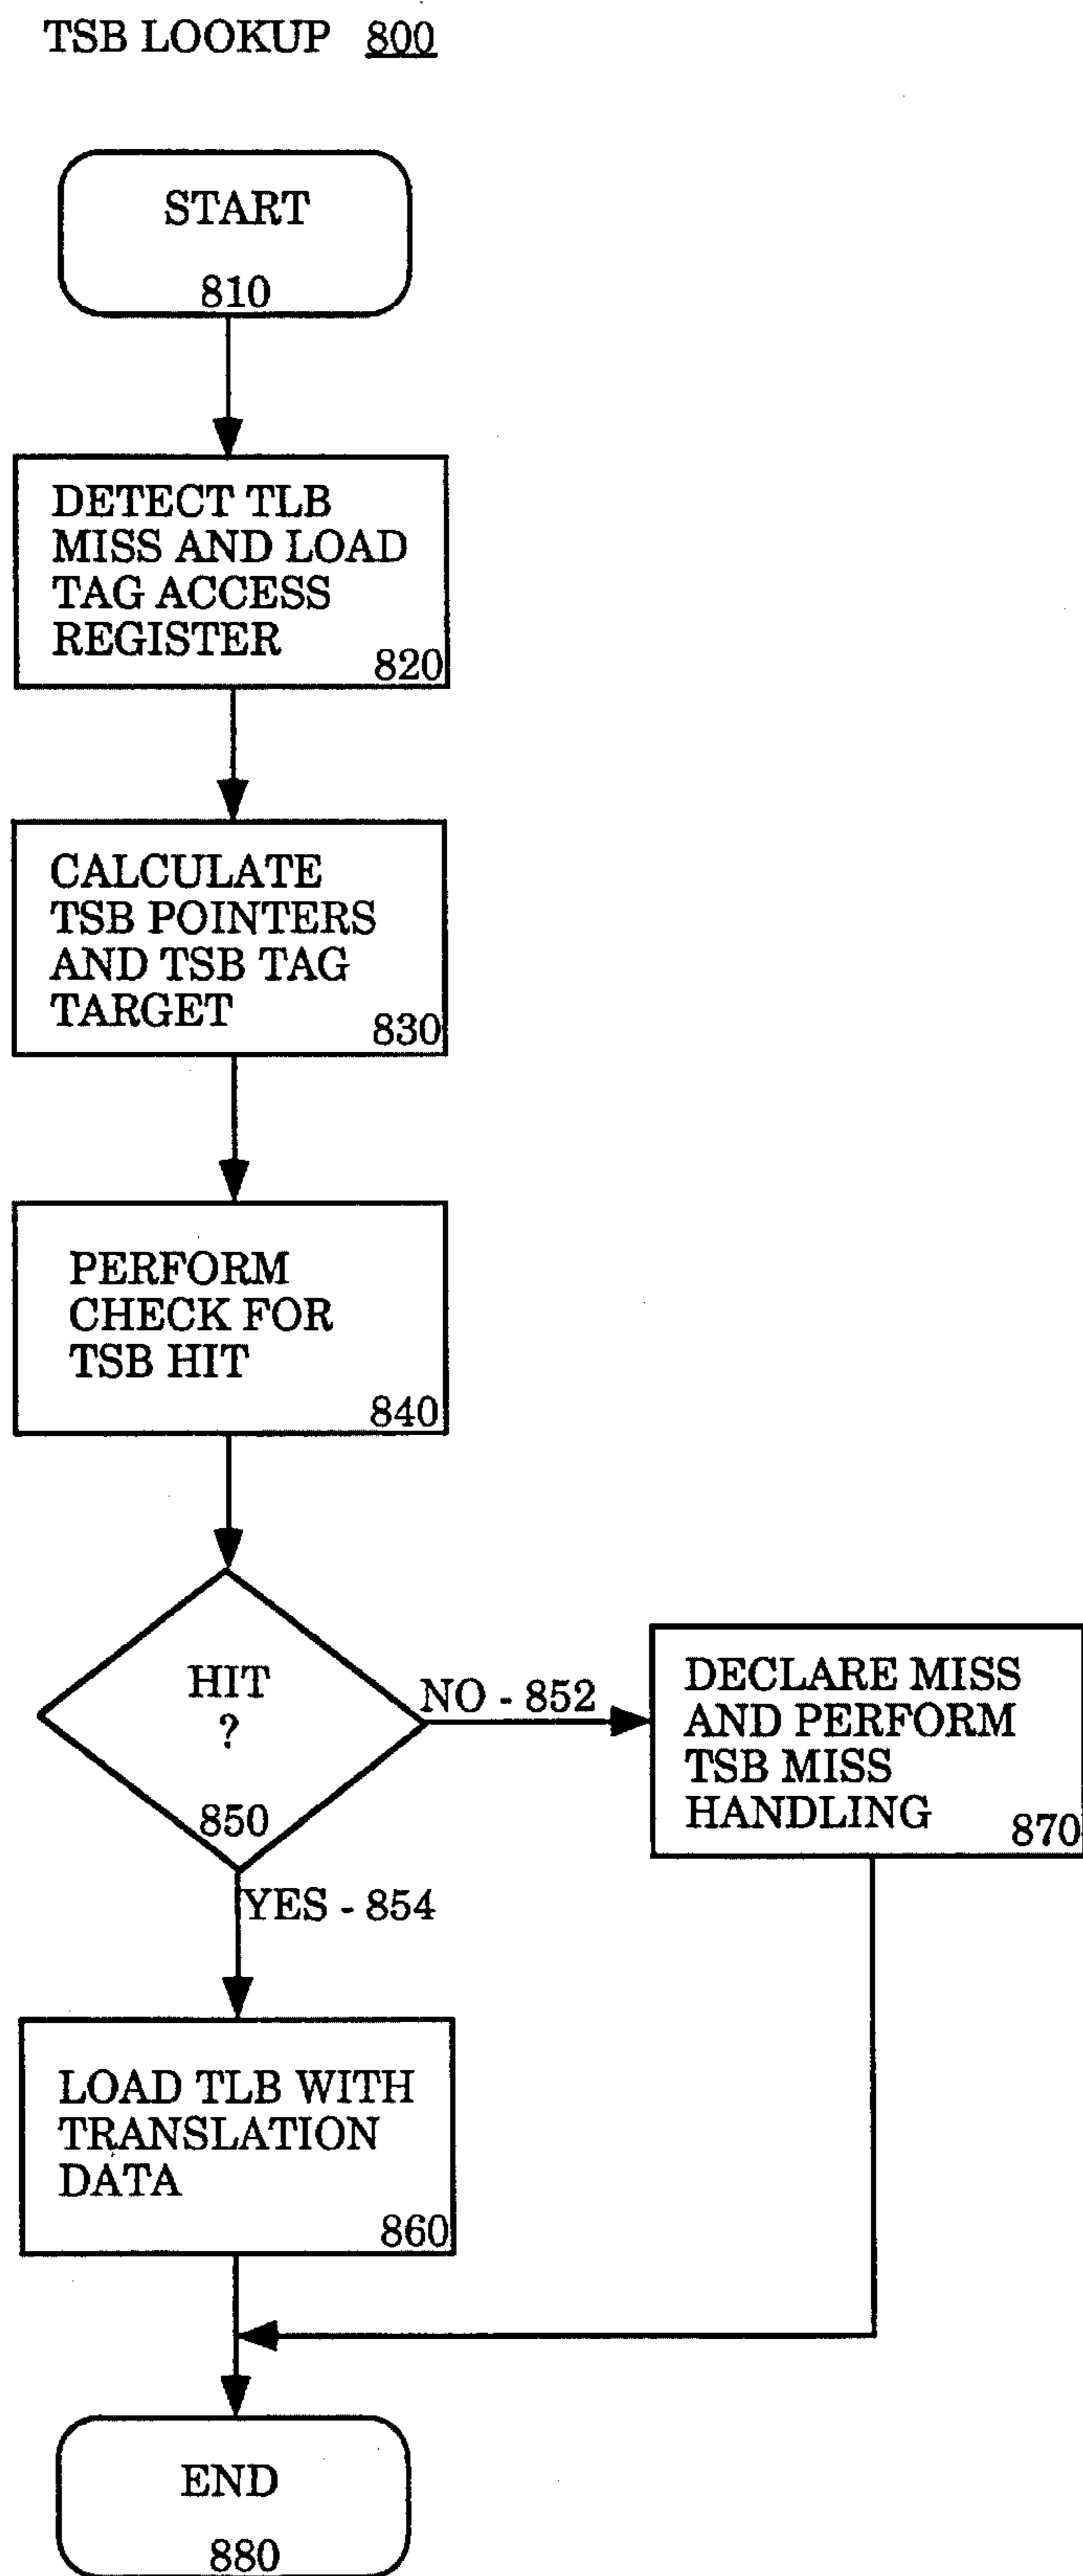 TSB LOOKUP 800
START
810
DETECT TLB
MISS AND LOAD
TAG ACCESS
REGISTER
820
CALCULATE
TSB POINTERS
AND TSB TAG
TARGET
830
PERFORM
CHECK FOR
TSB HIT
840
HIT
?
850
NO - 852
DECLARE MISS
AND PERFORM
TSB MISS
HANDLING
870
YES - 854
LOAD TLB WITH
TRANSLATION
DATA
860
END
880